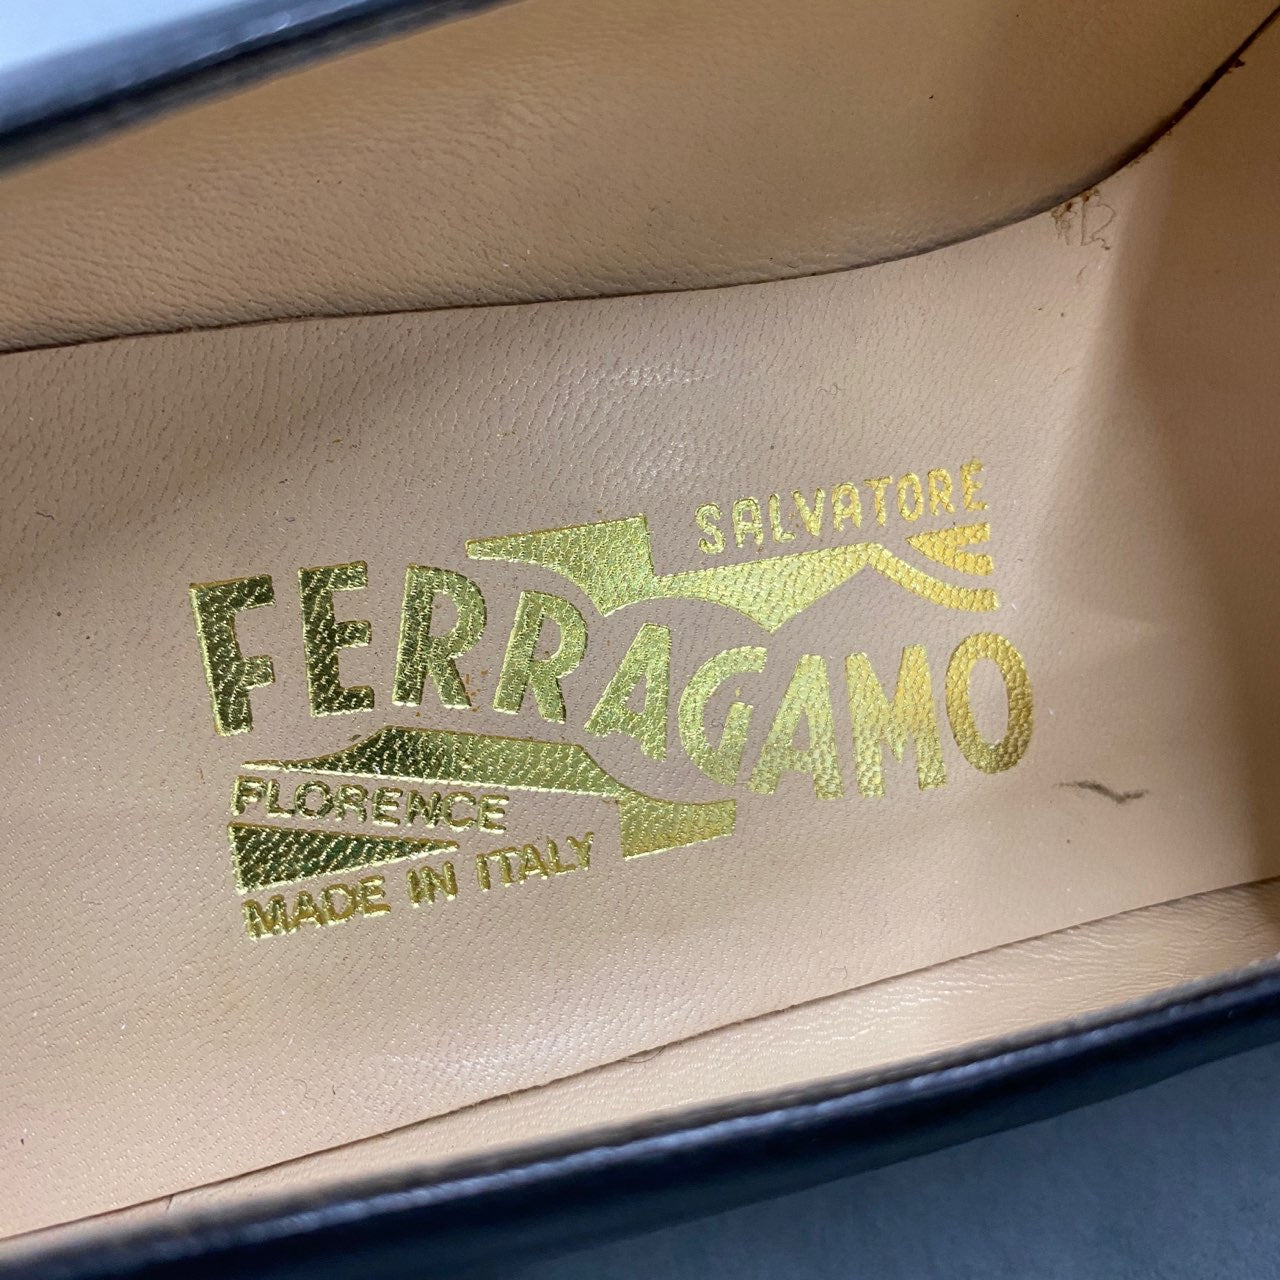 SALVATORE
FERRAGAMO
FLORENCE
MADE IN ITALY